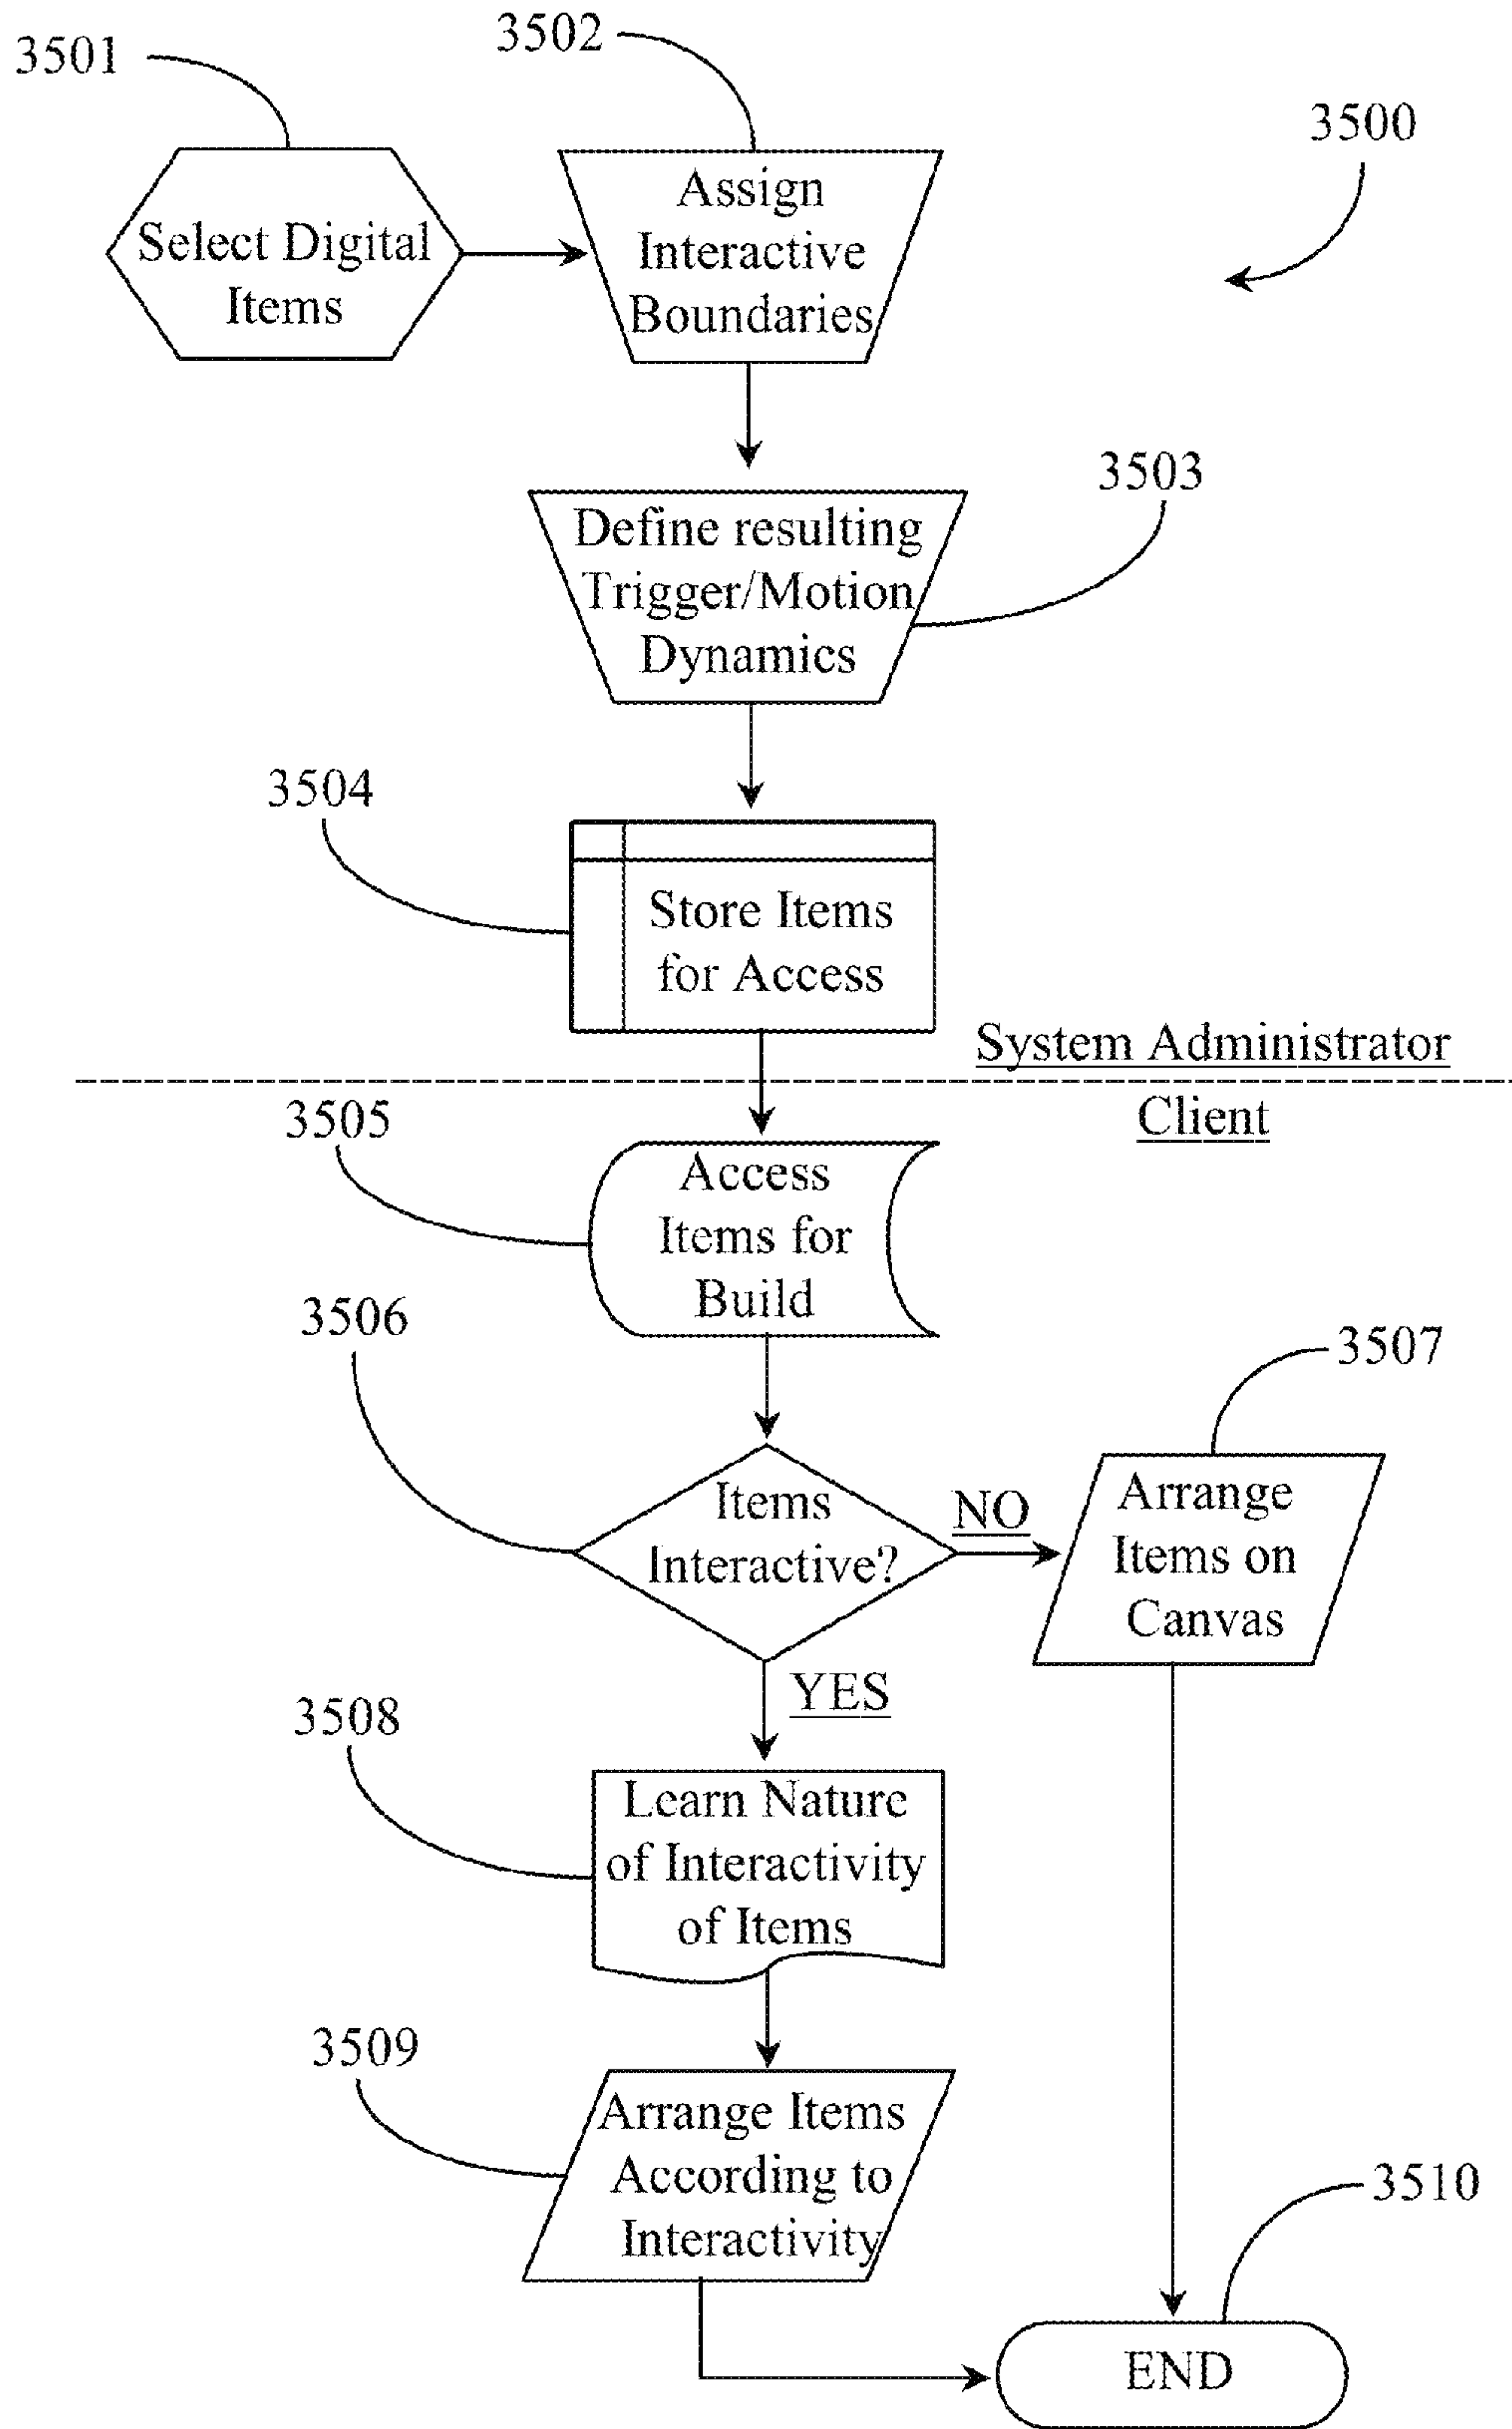 3501
3502
3500
Select Digital
Items
Assign
Interactive
Boundaries
3503
Define resulting
Trigger/Motion
Dynamics
3504
Store Items
for Access
System Administrator
Client
3505
Access
Items for
Build
3506
3507
Items
Interactive?
NO
Arrange
Items on
Canvas
YES
3508
Learn Nature
of Interactivity
of Items
3509
Arrange Items
According to
Interactivity
3510
END